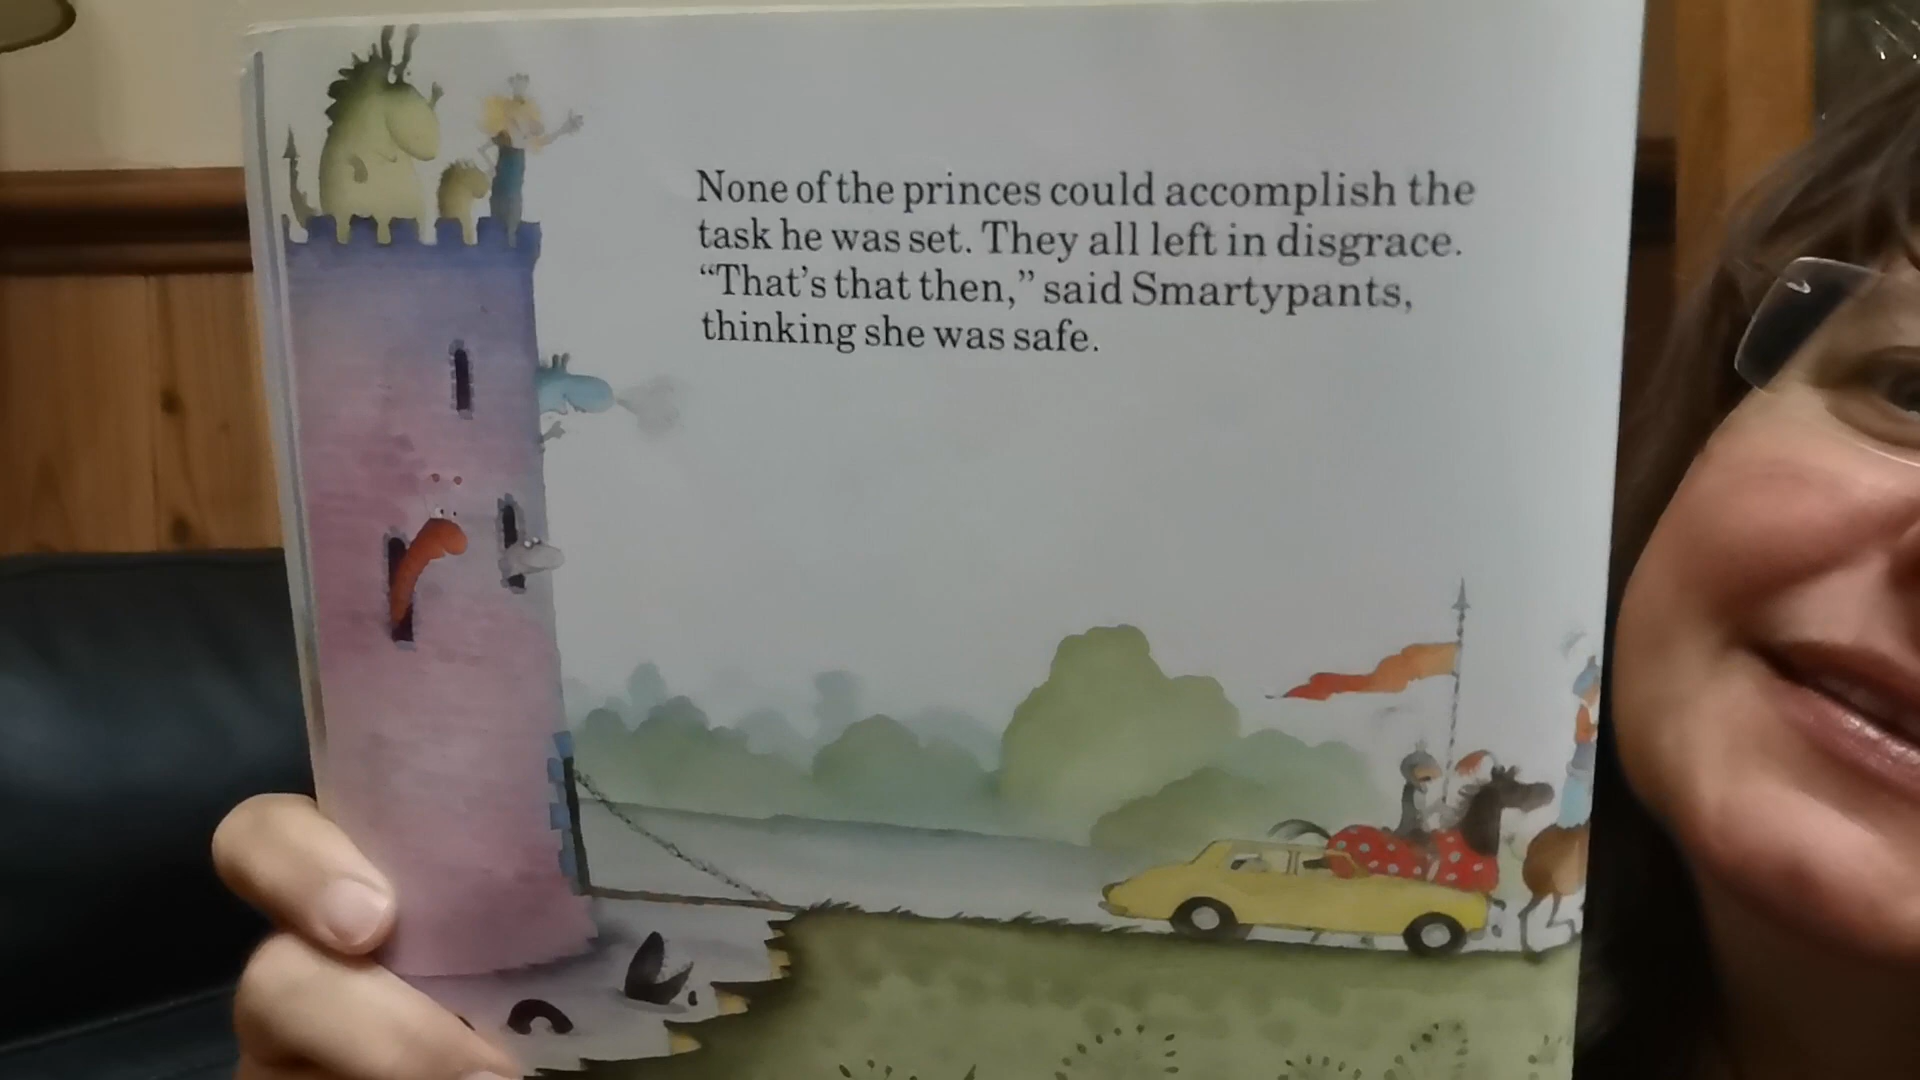 None of the princes could accomplish the
task he was set. They all left in disgrace.
“That’s that then,” said Smartypants,
thinking she was safe.